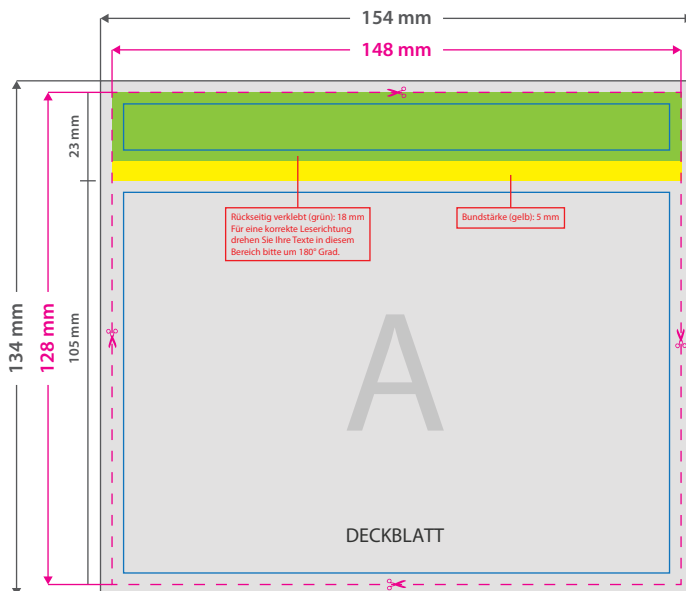 154 mm
148 mm
134 mm
128 mm
23 mm
105 mm
Rückseitig verklebt (grün): 18 mm
Für eine korrekte Leserichtung
drehen Sie Ihre Texte in diesem
Bereich bitte um 180° Grad.
Bundstärke (gelb): 5 mm
A
DECKBLATT